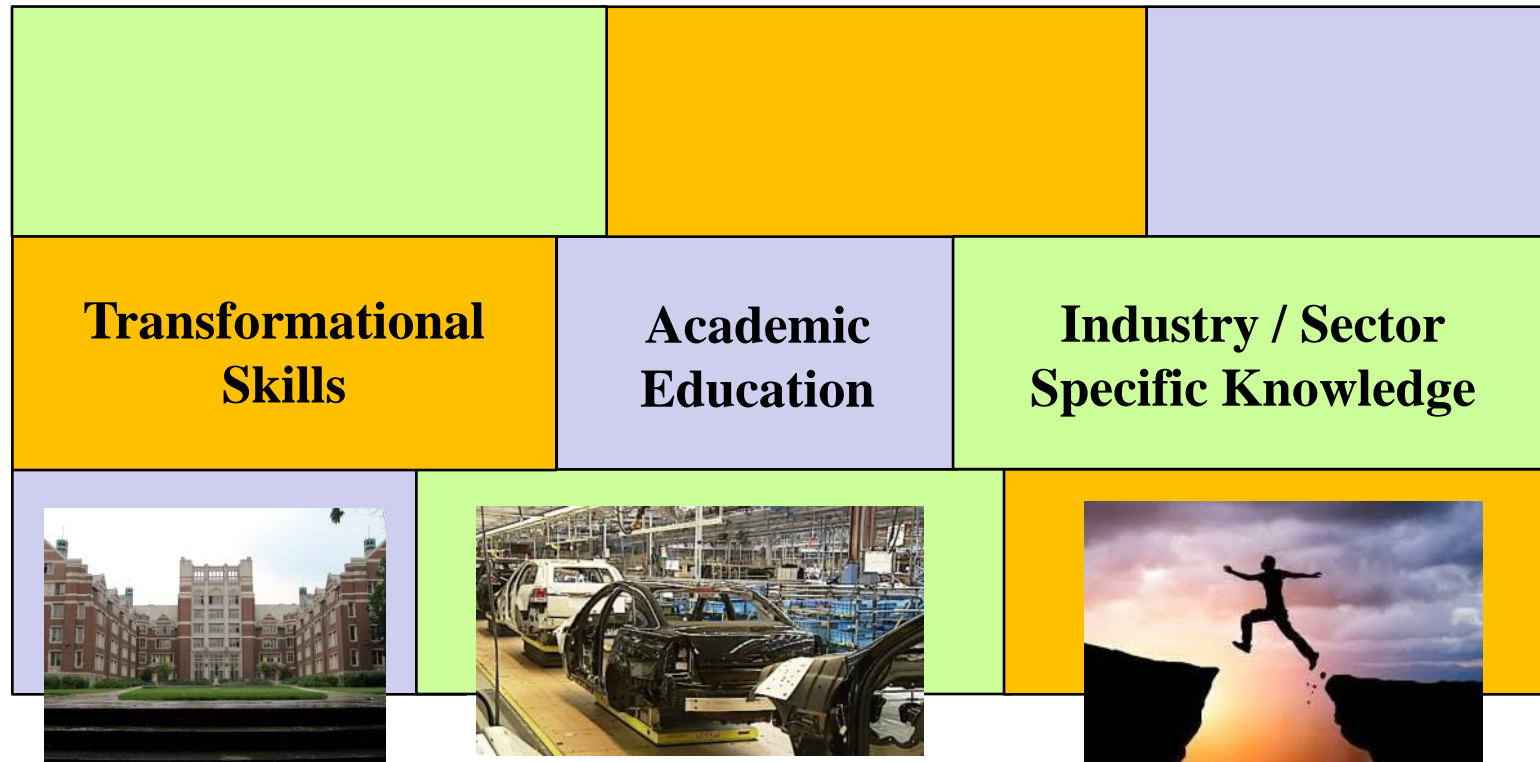 Transformational
Skills
Academic
Education
Industry / Sector
Specific Knowledge